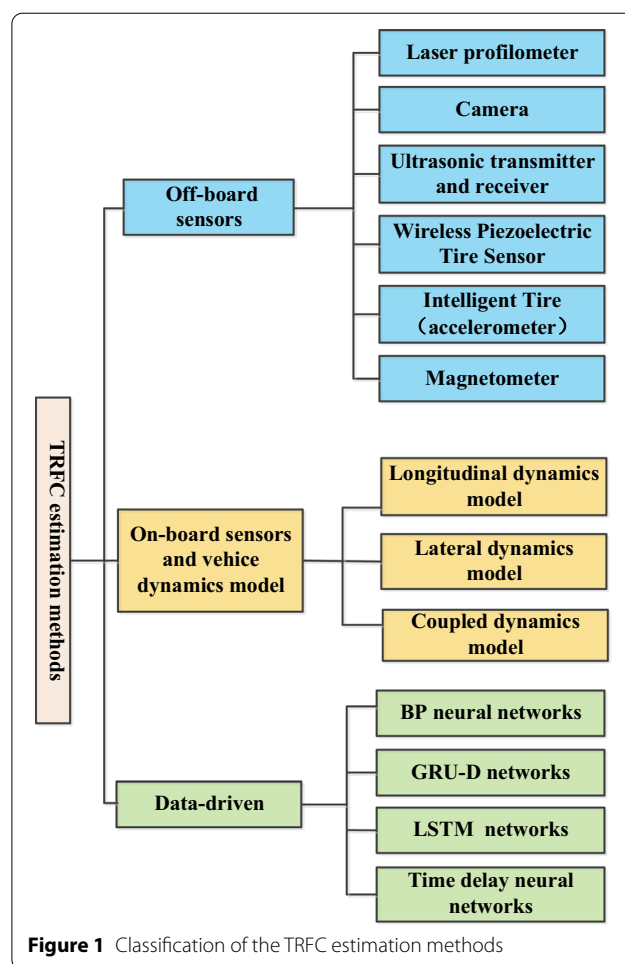 TRFC estimation methods
Off-board
sensors
Laser profilometer
Camera
Ultrasonic transmitter
and receiver
Wireless Piezoelectric
Tire Sensor
Intelligent Tire
（accelerometer）
Magnetometer
On-board sensors
and vehice
dynamics model
Longitudinal dynamics
model
Lateral dynamics
model
Coupled dynamics
model
Data-driven
BP neural networks
GRU-D networks
LSTM networks
Time delay neural
networks
Figure 1 Classification of the TRFC estimation methods